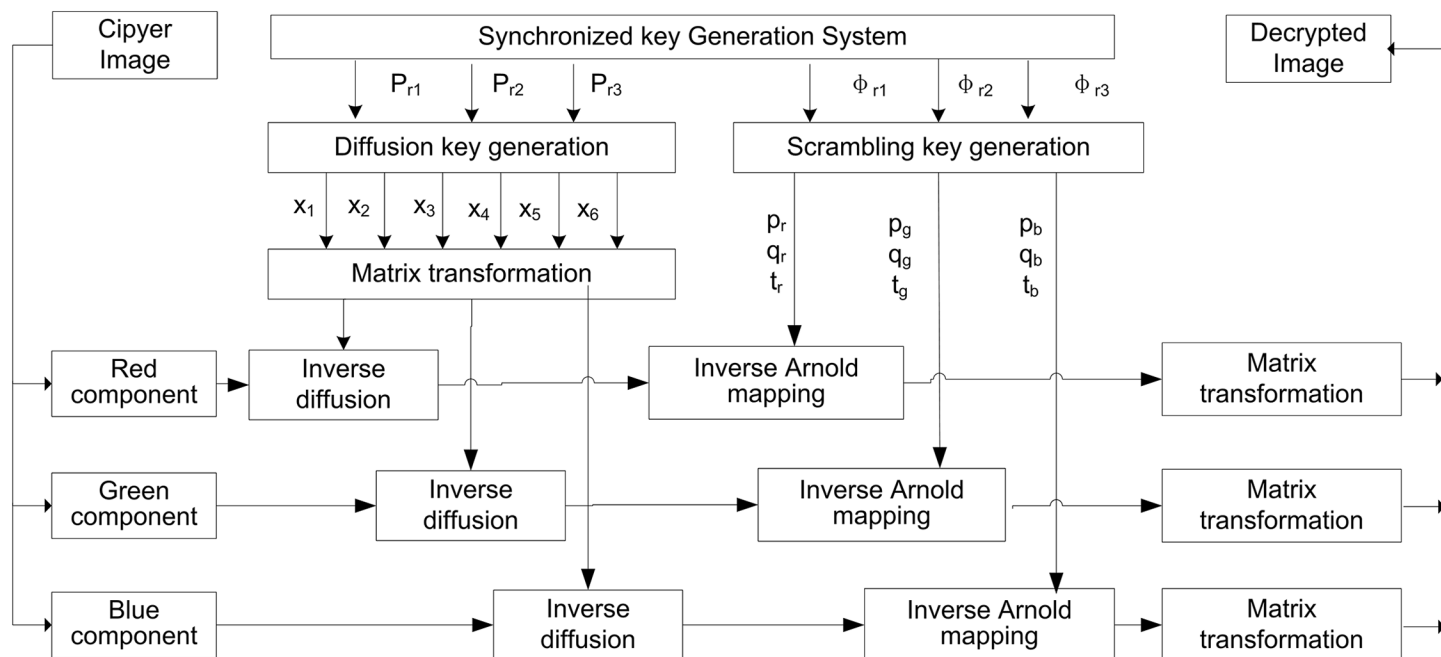 Cipyer
Image
Synchronized key Generation System
Decrypted
Image
Pr1 Pr2 Pr3
Φr1 Φr2 Φr3
Diffusion key generation
Scrambling key generation
x1 x2 x3 x4 x5 x6
pr
qr
tr
pg
qg
tg
pb
qb
tb
Matrix transformation
Red
component
Inverse
diffusion
Inverse Arnold
mapping
Matrix
transformation
Green
component
Inverse
diffusion
Inverse Arnold
mapping
Matrix
transformation
Blue
component
Inverse
diffusion
Inverse Arnold
mapping
Matrix
transformation